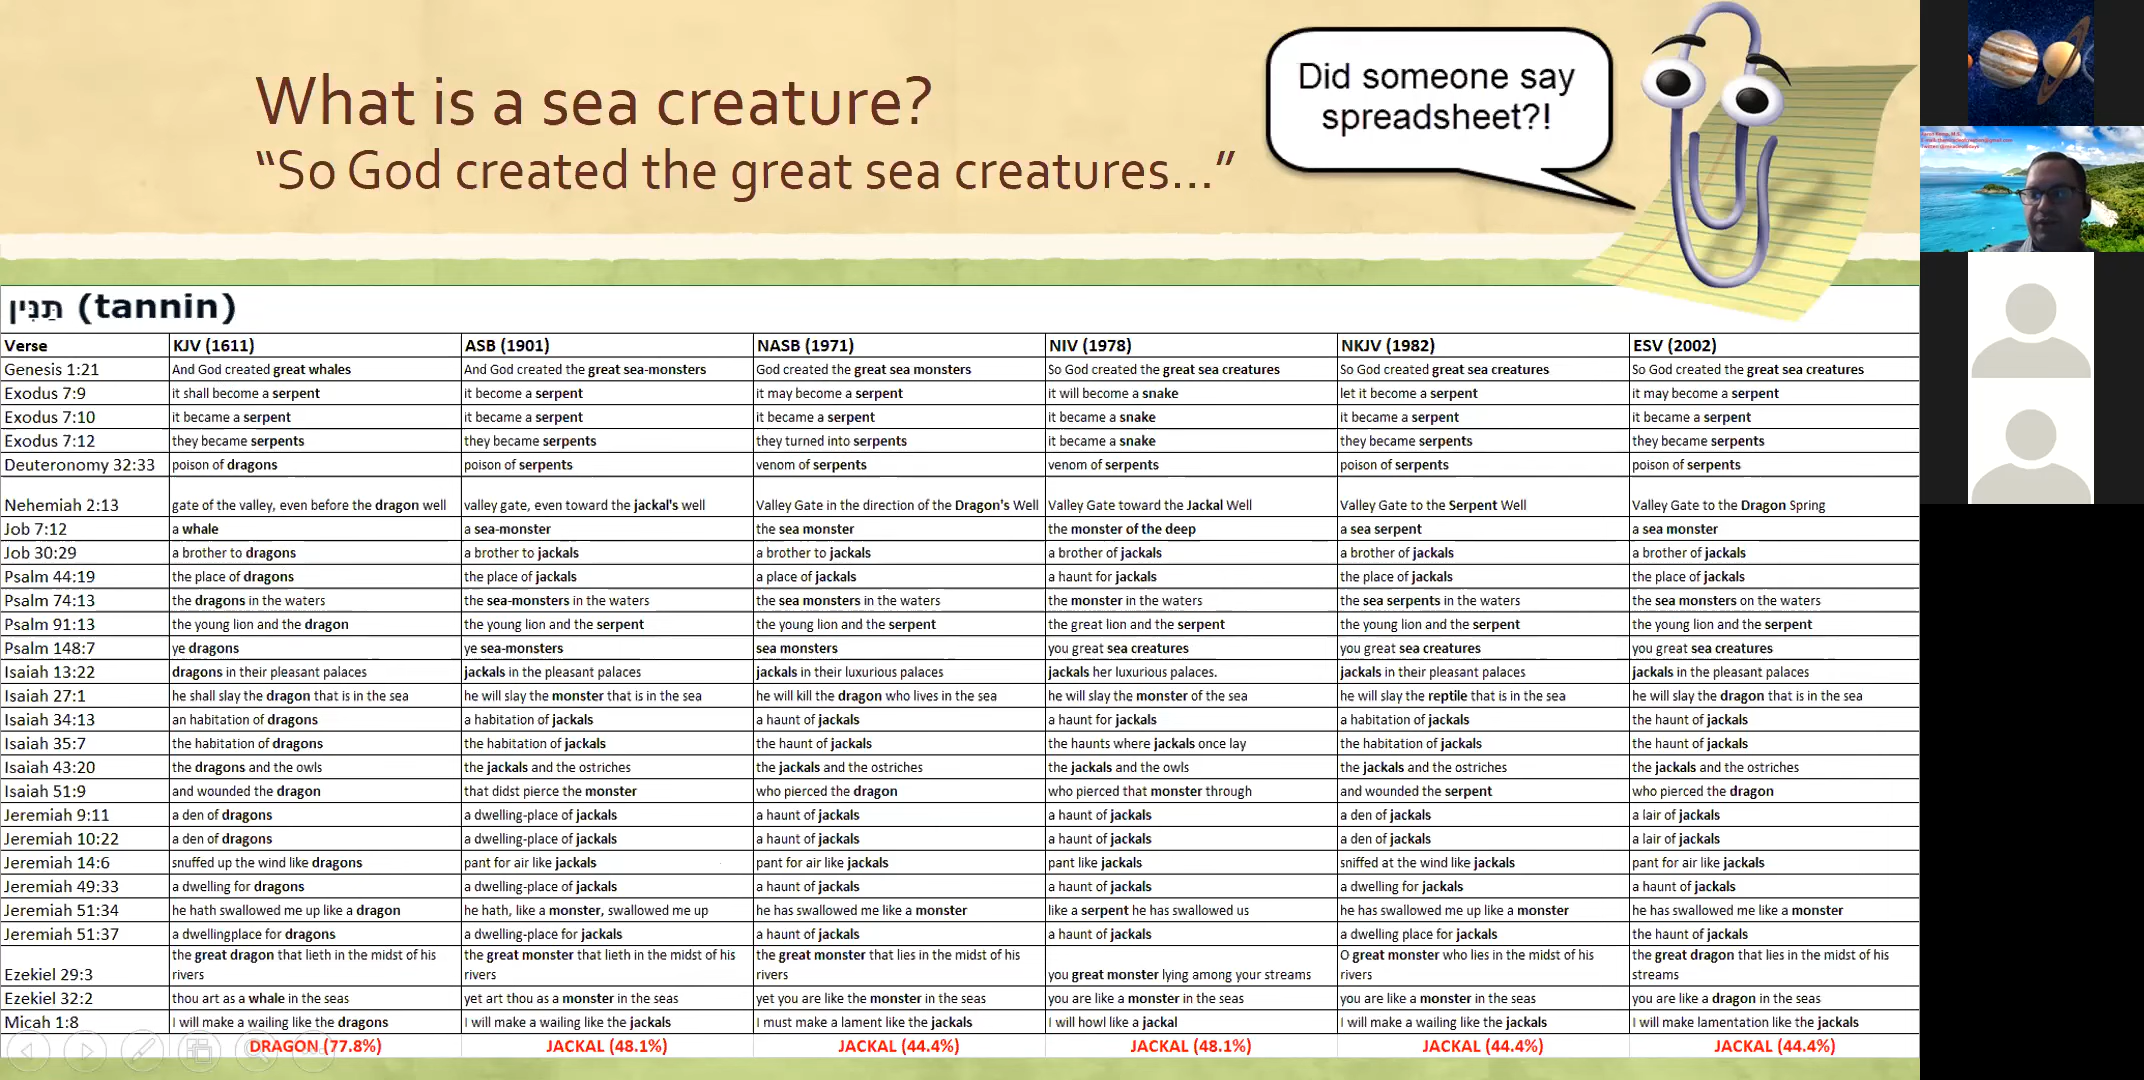 What is a sea creature?
“So God created the great sea creatures…”
Did someone say
spreadsheet?!
תַּנִּין (tannin)
Verse KJV (1611) ASB (1901) NASB (1971) NIV (1978) NKJV (1982) ESV (2002)
Genesis 1:21 And God created great whales And God created the great sea-monsters God created the great sea monsters So God created the great sea creatures So God created great sea creatures So God created the great sea creatures
Exodus 7:9 it shall become a serpent it become a serpent it may become a serpent it will become a snake let it become a serpent it may become a serpent
Exodus 7:10 it became a serpent it became a serpent it became a serpent it became a snake it became a serpent it became a serpent
Exodus 7:12 they became serpents they became serpents they turned into serpents it became a snake they became serpents they became serpents
Deuteronomy 32:33 poison of dragons poison of serpents venom of serpents venom of serpents poison of serpents poison of serpents
Nehemiah 2:13 gate of the valley, even before the dragon well valley gate, even toward the jackal's well Valley Gate in the direction of the Dragon's Well Valley Gate toward the Jackal Well Valley Gate to the Serpent Well Valley Gate to the Dragon Spring
Job 7:12 a whale a sea-monster the sea monster the monster of the deep a sea serpent a sea monster
Job 30:29 a brother to dragons a brother to jackals a brother to jackals a brother of jackals a brother of jackals a brother of jackals
Psalm 44:19 the place of dragons the place of jackals a place of jackals a haunt for jackals the place of jackals the place of jackals
Psalm 74:13 the dragons in the waters the sea-monsters in the waters the sea monsters in the waters the monster in the waters the sea serpents in the waters the sea monsters on the waters
Psalm 91:13 the young lion and the dragon the young lion and the serpent the young lion and the serpent the great lion and the serpent the young lion and the serpent the young lion and the serpent
Psalm 148:7 ye dragons ye sea-monsters sea monsters you great sea creatures you great sea creatures you great sea creatures
Isaiah 13:22 dragons in their pleasant palaces jackals in the pleasant palaces jackals in their luxurious palaces jackals her luxurious palaces. jackals in their pleasant palaces jackals in the pleasant palaces
Isaiah 27:1 he shall slay the dragon that is in the sea he will slay the monster that is in the sea he will kill the dragon who lives in the sea he will slay the monster of the sea he will slay the reptile that is in the sea he will slay the dragon that is in the sea
Isaiah 34:13 an habitation of dragons a habitation of jackals a haunt of jackals a haunt for jackals a habitation of jackals the haunt of jackals
Isaiah 35:7 the habitation of dragons the habitation of jackals the haunt of jackals the haunts where jackals once lay the habitation of jackals the haunt of jackals
Isaiah 43:20 the dragons and the owls the jackals and the ostriches the jackals and the ostriches the jackals and the owls the jackals and the ostriches the jackals and the ostriches
Isaiah 51:9 and wounded the dragon that didst pierce the monster who pierced the dragon who pierced that monster through and wounded the serpent who pierced the dragon
Jeremiah 9:11 a den of dragons a dwelling-place of jackals a haunt of jackals a haunt of jackals a den of jackals a lair of jackals
Jeremiah 10:22 a den of dragons a dwelling-place of jackals a haunt of jackals a haunt of jackals a den of jackals a lair of jackals
Jeremiah 14:6 snuffed up the wind like dragons pant for air like jackals pant for air like jackals pant like jackals sniffed at the wind like jackals pant for air like jackals
Jeremiah 49:33 a dwelling for dragons a dwelling-place of jackals a haunt of jackals a haunt of jackals a dwelling for jackals a haunt of jackals
Jeremiah 51:34 he hath swallowed me up like a dragon he hath, like a monster, swallowed me up he has swallowed me like a monster like a serpent he has swallowed us he has swallowed me up like a monster he has swallowed me like a monster
Jeremiah 51:37 a dwellingplace for dragons a dwelling-place for jackals a haunt of jackals a haunt of jackals a dwelling place for jackals the haunt of jackals
Ezekiel 29:3 the great dragon that lieth in the midst of his rivers the great monster that lieth in the midst of his rivers the great monster that lies in the midst of his rivers you great monster lying among your streams O great monster who lies in the midst of his rivers the great dragon that lies in the midst of his streams
Ezekiel 32:2 thou art as a whale in the seas yet art thou as a monster in the seas yet you are like the monster in the seas you are like a monster in the seas you are like a monster in the seas you are like a dragon in the seas
Micah 1:8 I will make a wailing like the dragons I will make a wailing like the jackals I must make a lament like the jackals I will howl like a jackal I will make a wailing like the jackals I will make lamentation like the jackals
DRAGON (77.8%) JACKAL (48.1%) JACKAL (44.4%) JACKAL (48.1%) JACKAL (44.4%) JACKAL (44.4%)